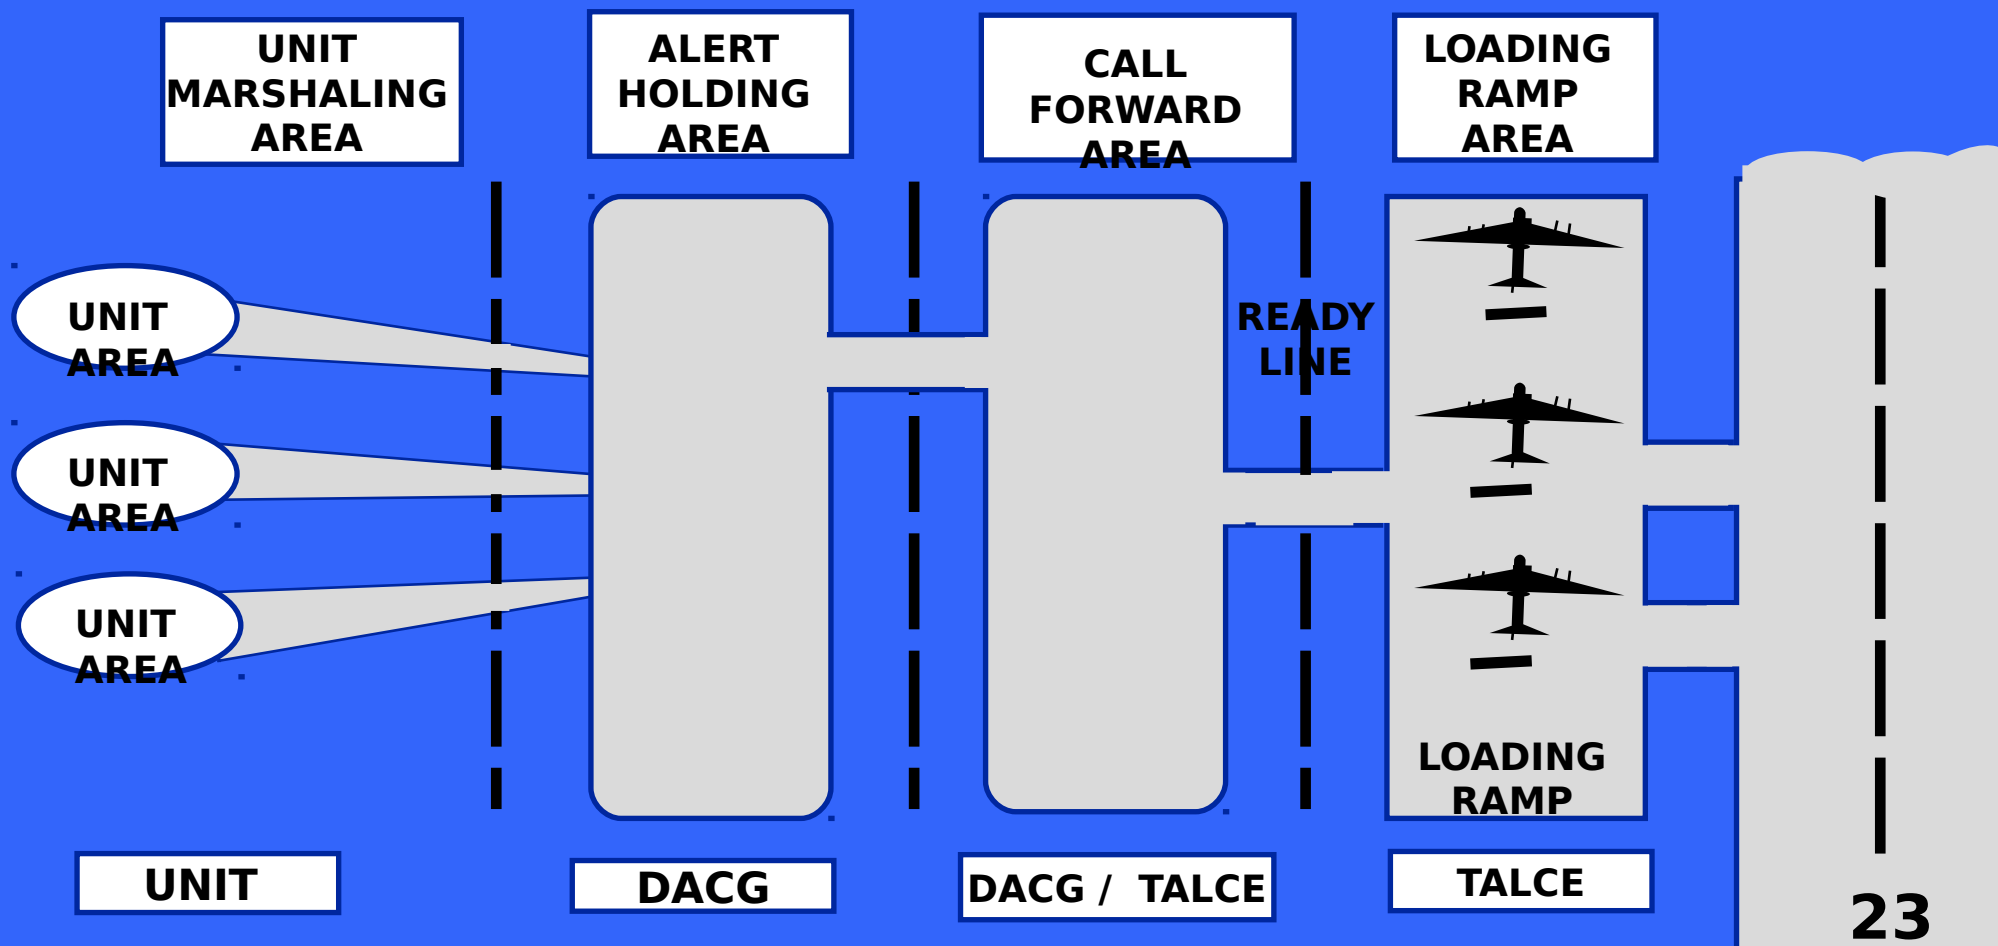 UNIT
MARSHALING
AREA
ALERT
HOLDING
AREA
CALL
FORWARD
AREA
LOADING
RAMP
AREA
UNIT
AREA
READY
LINE
UNIT
AREA
UNIT
AREA
LOADING
RAMP
UNIT
DACG
DACG / TALCE
TALCE
23